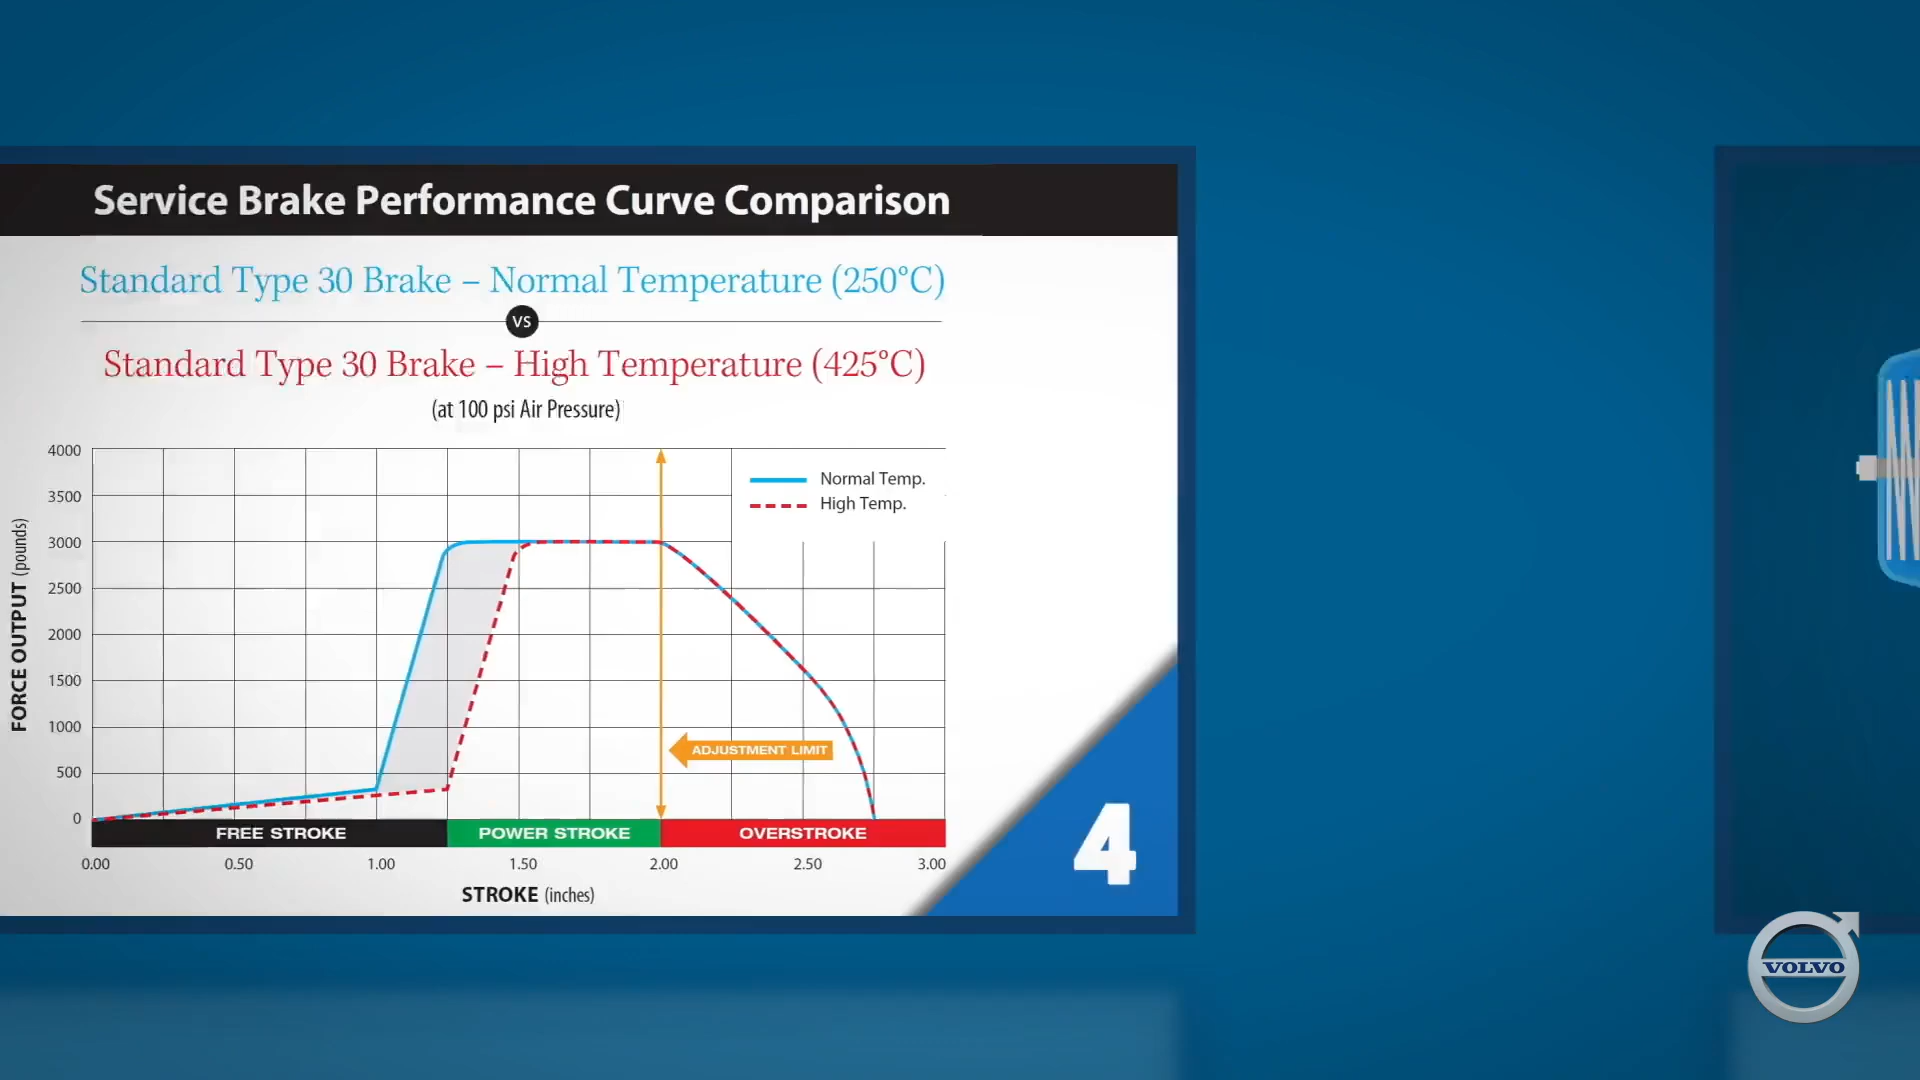 Service Brake Performance Curve Comparison
Standard Type 30 Brake – Normal Temperature (250°C)
VS
Standard Type 30 Brake – High Temperature (425°C)
(at 100 psi Air Pressure)
4000
3500
3000
2500
2000
1500
1000
500
0
FORCE OUTPUT (pounds)
Normal Temp.
High Temp.
ADJUSTMENT LIMIT
FREE STROKE POWER STROKE OVERSTROKE
0.00 0.50 1.00 1.50 2.00 2.50 3.00
STROKE (inches)
4
VOLVO